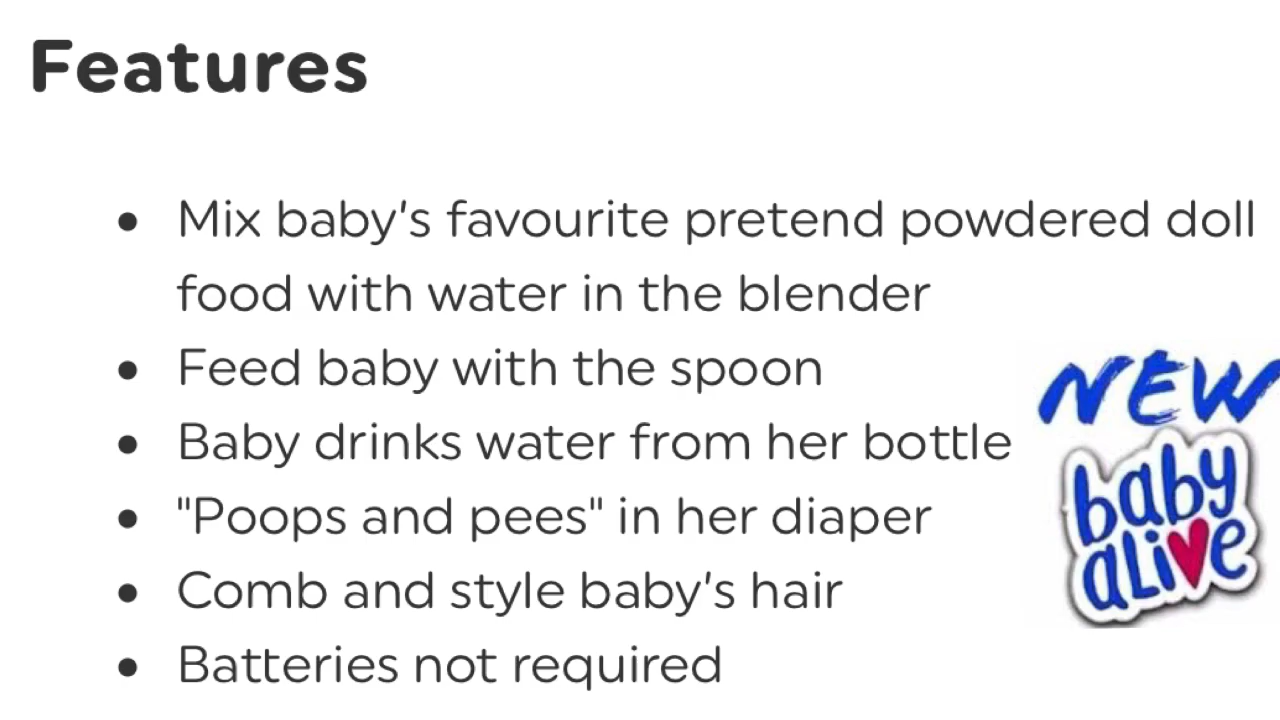 Features
• Mix baby's favourite pretend powdered doll
food with water in the blender
• Feed baby with the spoon
• Baby drinks water from her bottle
• "Poops and pees" in her diaper
• Comb and style baby's hair
• Batteries not required
NEW
baby
alive